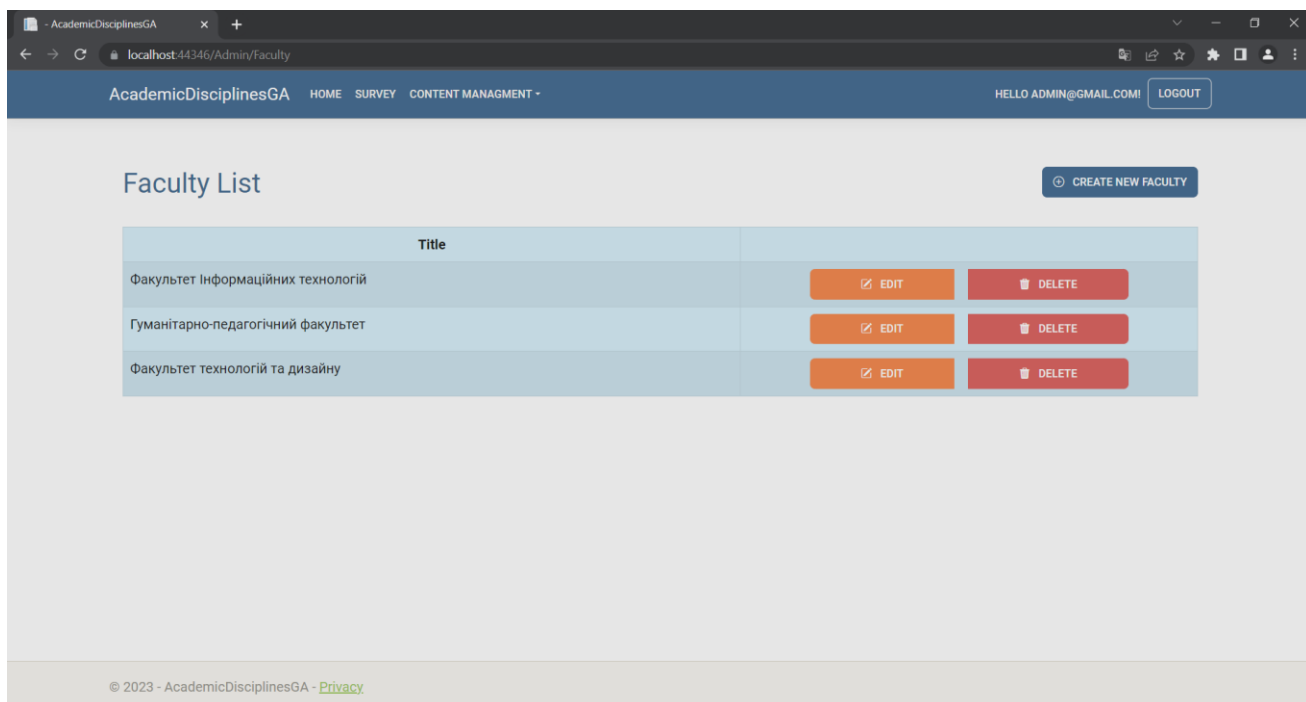 - AcademicDisciplinesGA
localhost:44346/Admin/Faculty
AcademicDisciplinesGA HOME SURVEY CONTENT MANAGMENT HELLO ADMIN@GMAIL.COM! LOGOUT
Faculty List CREATE NEW FACULTY
Title
Факультет Інформаційних технологій EDIT DELETE
Гуманітарно-педагогічний факультет EDIT DELETE
Факультет технологій та дизайну EDIT DELETE
© 2023 - AcademicDisciplinesGA - Privacy